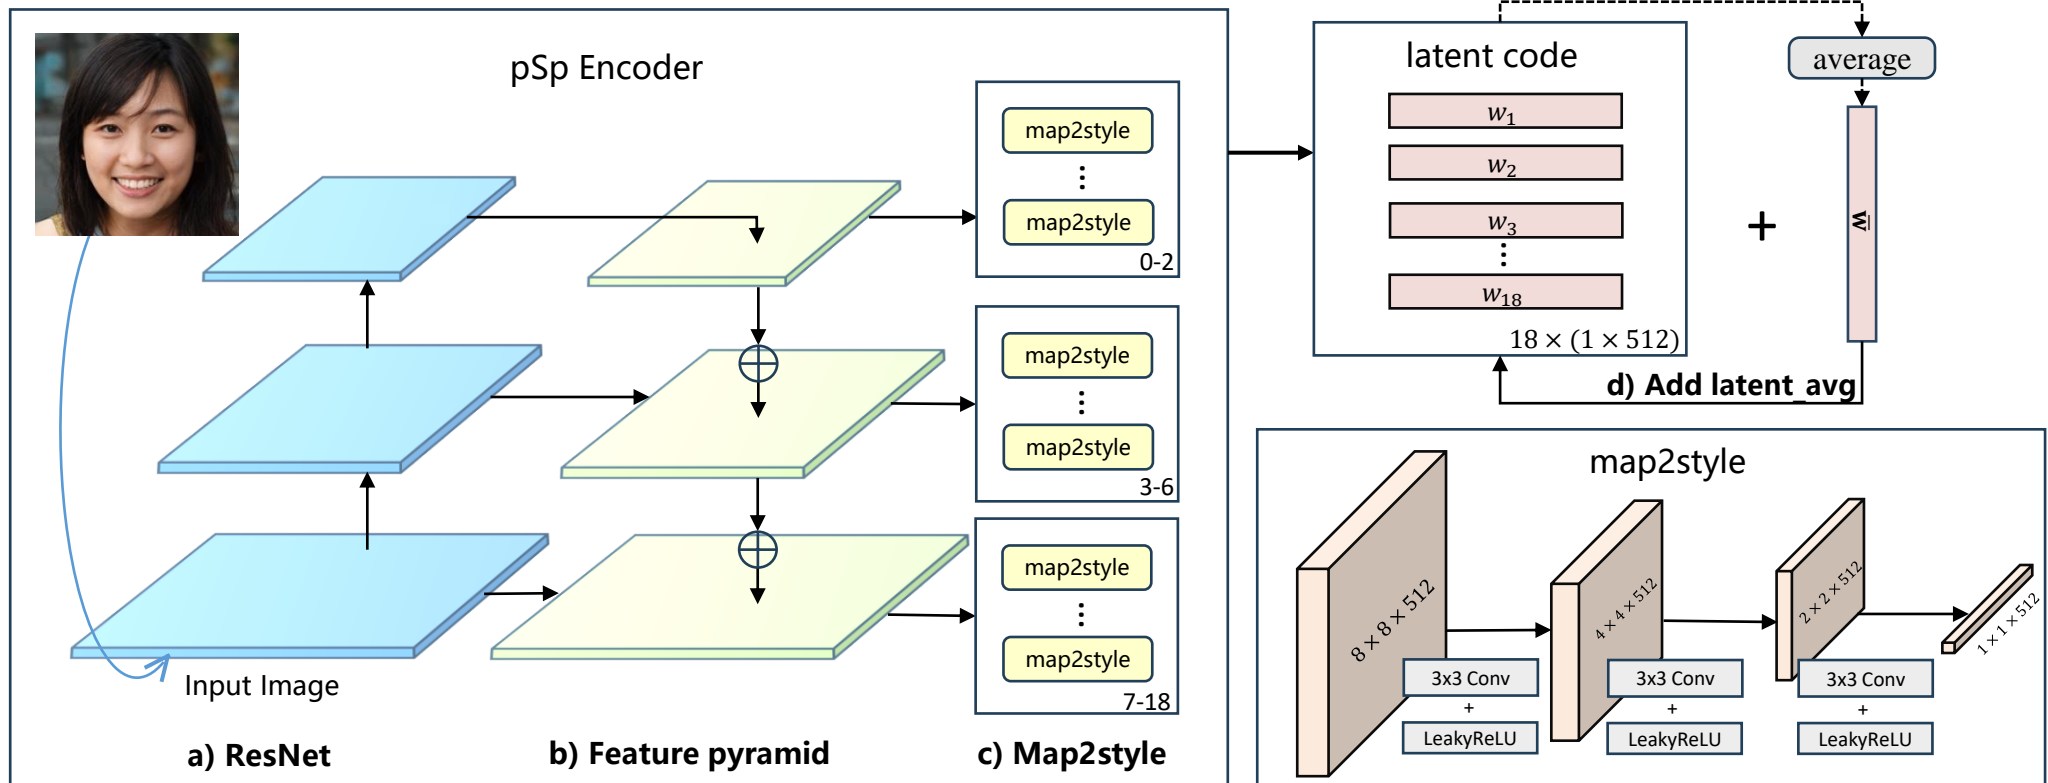 pSp Encoder
map2style
⋮
map2style
0-2
map2style
⋮
map2style
3-6
map2style
⋮
map2style
7-18
Input Image
a) ResNet
b) Feature pyramid
c) Map2style
latent code
w₁
w₂
w₃
⋮
w₁₈
18 × (1 × 512)
+
average
w̅
d) Add latent_avg
map2style
8 × 8 × 512
4 × 4 × 512
2 × 2 × 512
1 × 1 × 512
3x3 Conv
+
LeakyReLU
3x3 Conv
+
LeakyReLU
3x3 Conv
+
LeakyReLU